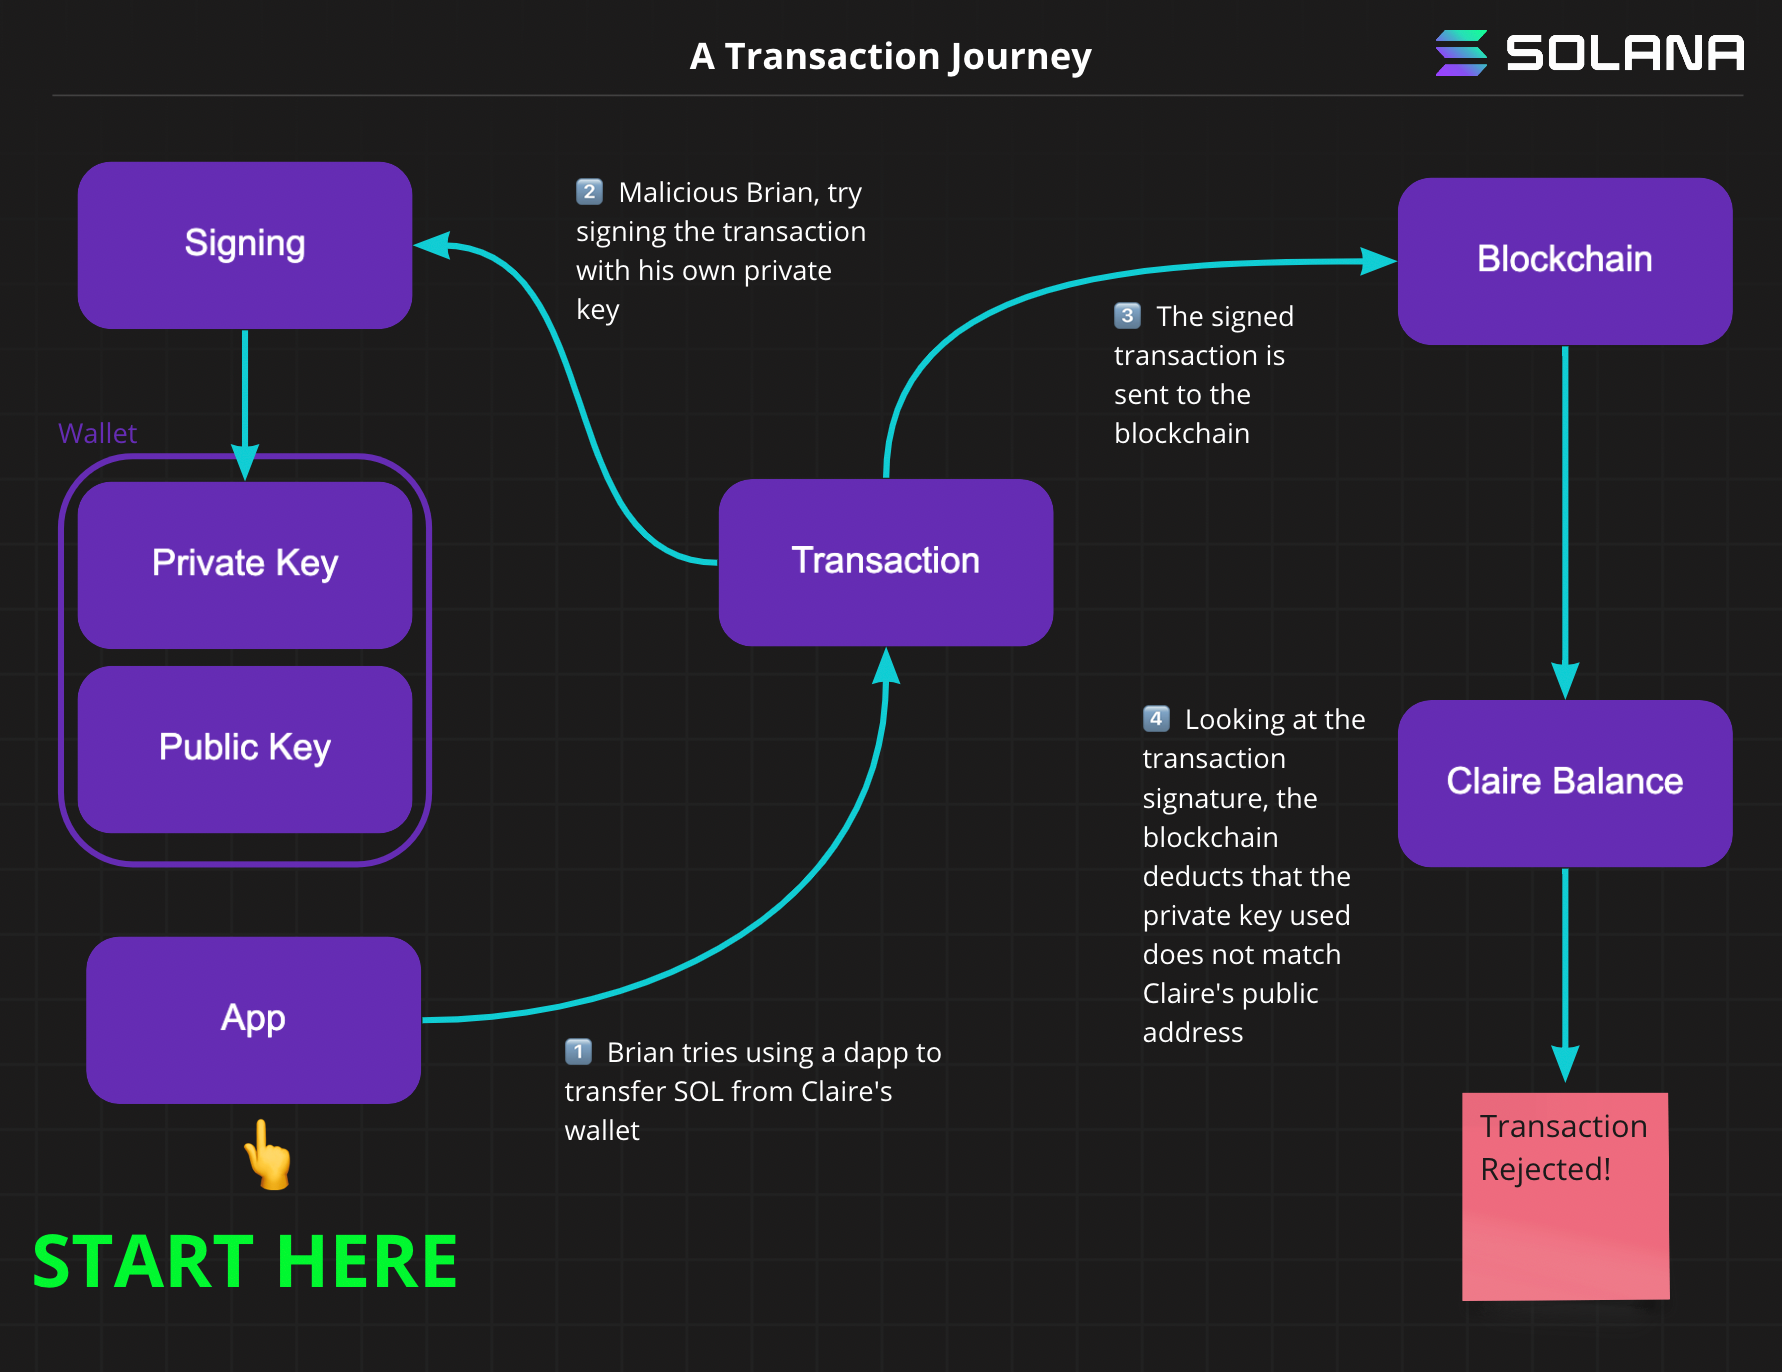 A Transaction Journey
SOLANA
Signing
2 Malicious Brian, try
signing the transaction
with his own private
key
Blockchain
3 The signed
transaction is
sent to the
blockchain
Wallet
Private Key
Transaction
Public Key
4 Looking at the
transaction
signature, the
blockchain
deducts that the
private key used
does not match
Claire's public
address
Claire Balance
App
1 Brian tries using a dapp to
transfer SOL from Claire's
wallet
Transaction
Rejected!
START HERE